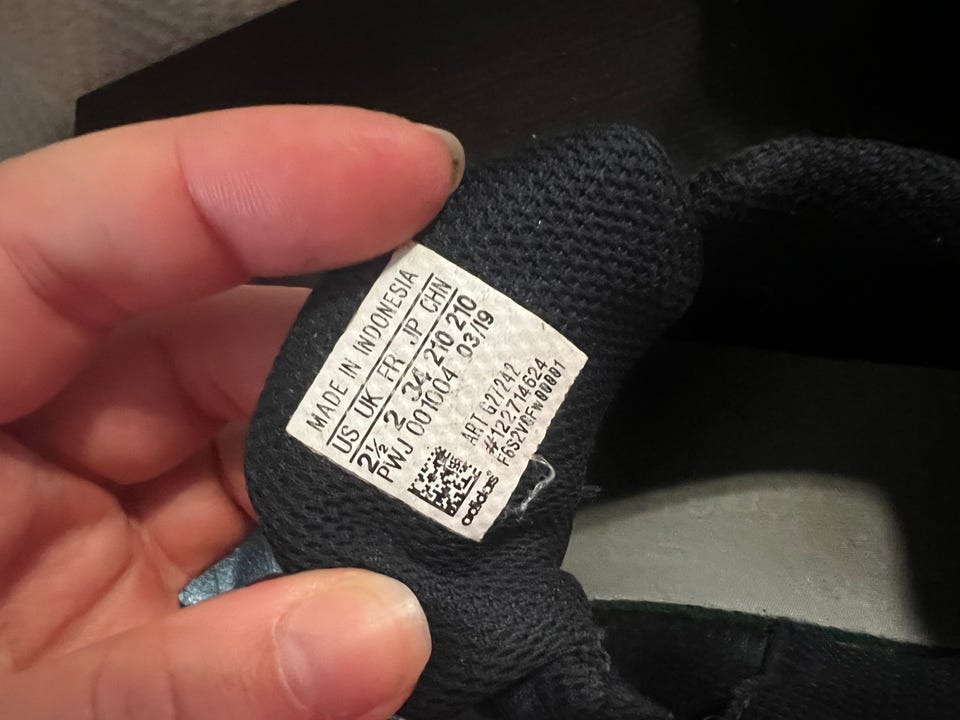 MADE IN INDONESIA
US UK FR JP CHN
2½ 2 34 210 210
PWJ 001004 03/19
ART G27242
#122714624
adidas